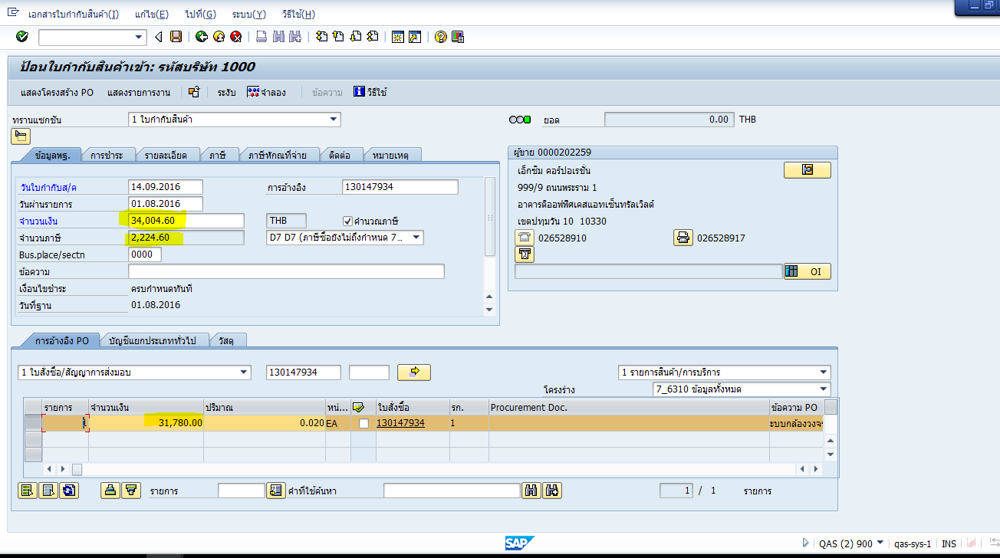 เอกสารใบกำกับสินค้า(I) แก้ไข(E) ไปที่(G) ระบบ(Y) วิธีใช้(H)
ป้อนใบกำกับสินค้าเข้า: รหัสบริษัท 1000
แสดงโครงสร้าง PO แสดงรายการงาน ระงับ จำลอง ข้อความ วิธีใช้
ทรานแซกชัน 1 ใบกำกับสินค้า ยอด 0.00 THB
ข้อมูลพฐ. การชำระ รายละเอียด ภาษี ภาษีหักณที่จ่าย ติดต่อ หมายเหตุ
ผู้ขาย 0000202259
วันใบกำกับส/ค 14.09.2016 การอ้างอิง 130147934
วันผ่านรายการ 01.08.2016
จำนวนเงิน 34,004.60 THB คำนวณภาษี
จำนวนภาษี 2,224.60 D7 D7 (ภาษีซื้อยังไม่ถึงกำหนด 7...
Bus.place/sectn 0000
ข้อความ
เงื่อนไขชำระ ครบกำหนดทันที
วันที่ฐาน 01.08.2016
เอ็กซิม คอร์ปอเรชั่น
999/9 ถนนพระราม 1
อาคารดิออฟฟิศเคสแอทเซ็นทรัลเวิลด์
เขตปทุมวัน 10 10330
026528910 026528917
OI
การอ้างอิง PO บัญชีแยกประเภททั่วไป วัสดุ
1 ใบสั่งซื้อ/สัญญาการส่งมอบ 130147934 1 รายการสินค้า/การบริการ
โครงร่าง 7_6310 ข้อมูลทั้งหมด
รายการ จำนวนเงิน ปริมาณ หน่... ใบสั่งซื้อ รก. Procurement Doc. ข้อความ PO
1 31,780.00 0.020 EA 130147934 1 ะบบกล้องวงจร
รายการ คำที่ใช้ค้นหา 1 / 1 รายการ
SAP QAS (2) 900 qas-sys-1 INS